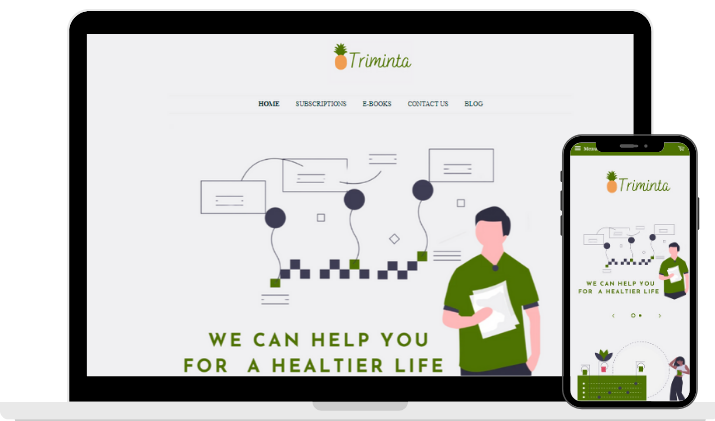 Triminta
HOME SUBSCRIPTIONS E-BOOKS CONTACT US BLOG
WE CAN HELP YOU
FOR A HEALTIER LIFE
Menu
Triminta
WE CAN HELP YOU
FOR A HEALTIER LIFE